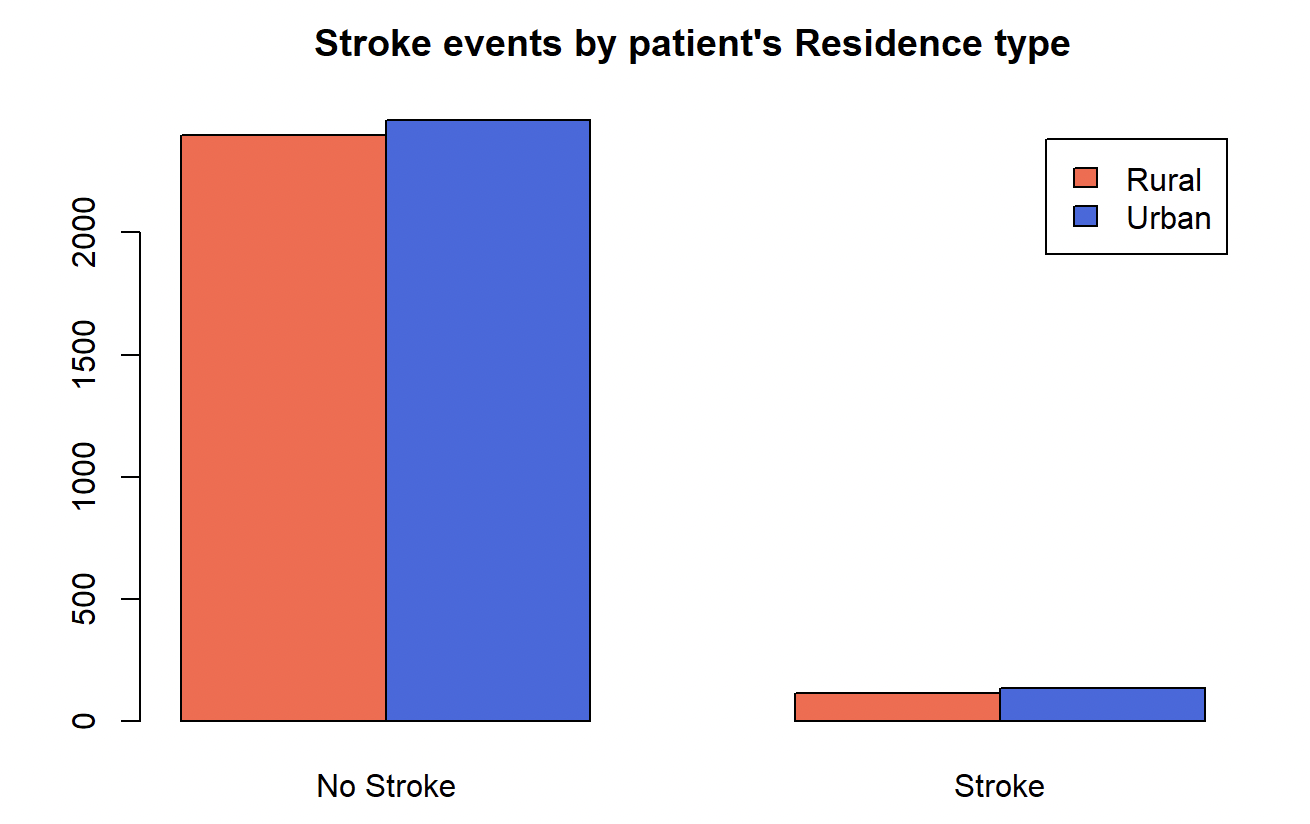 Stroke events by patient's Residence type
Rural
Urban
2000
1500
1000
500
0
No Stroke
Stroke